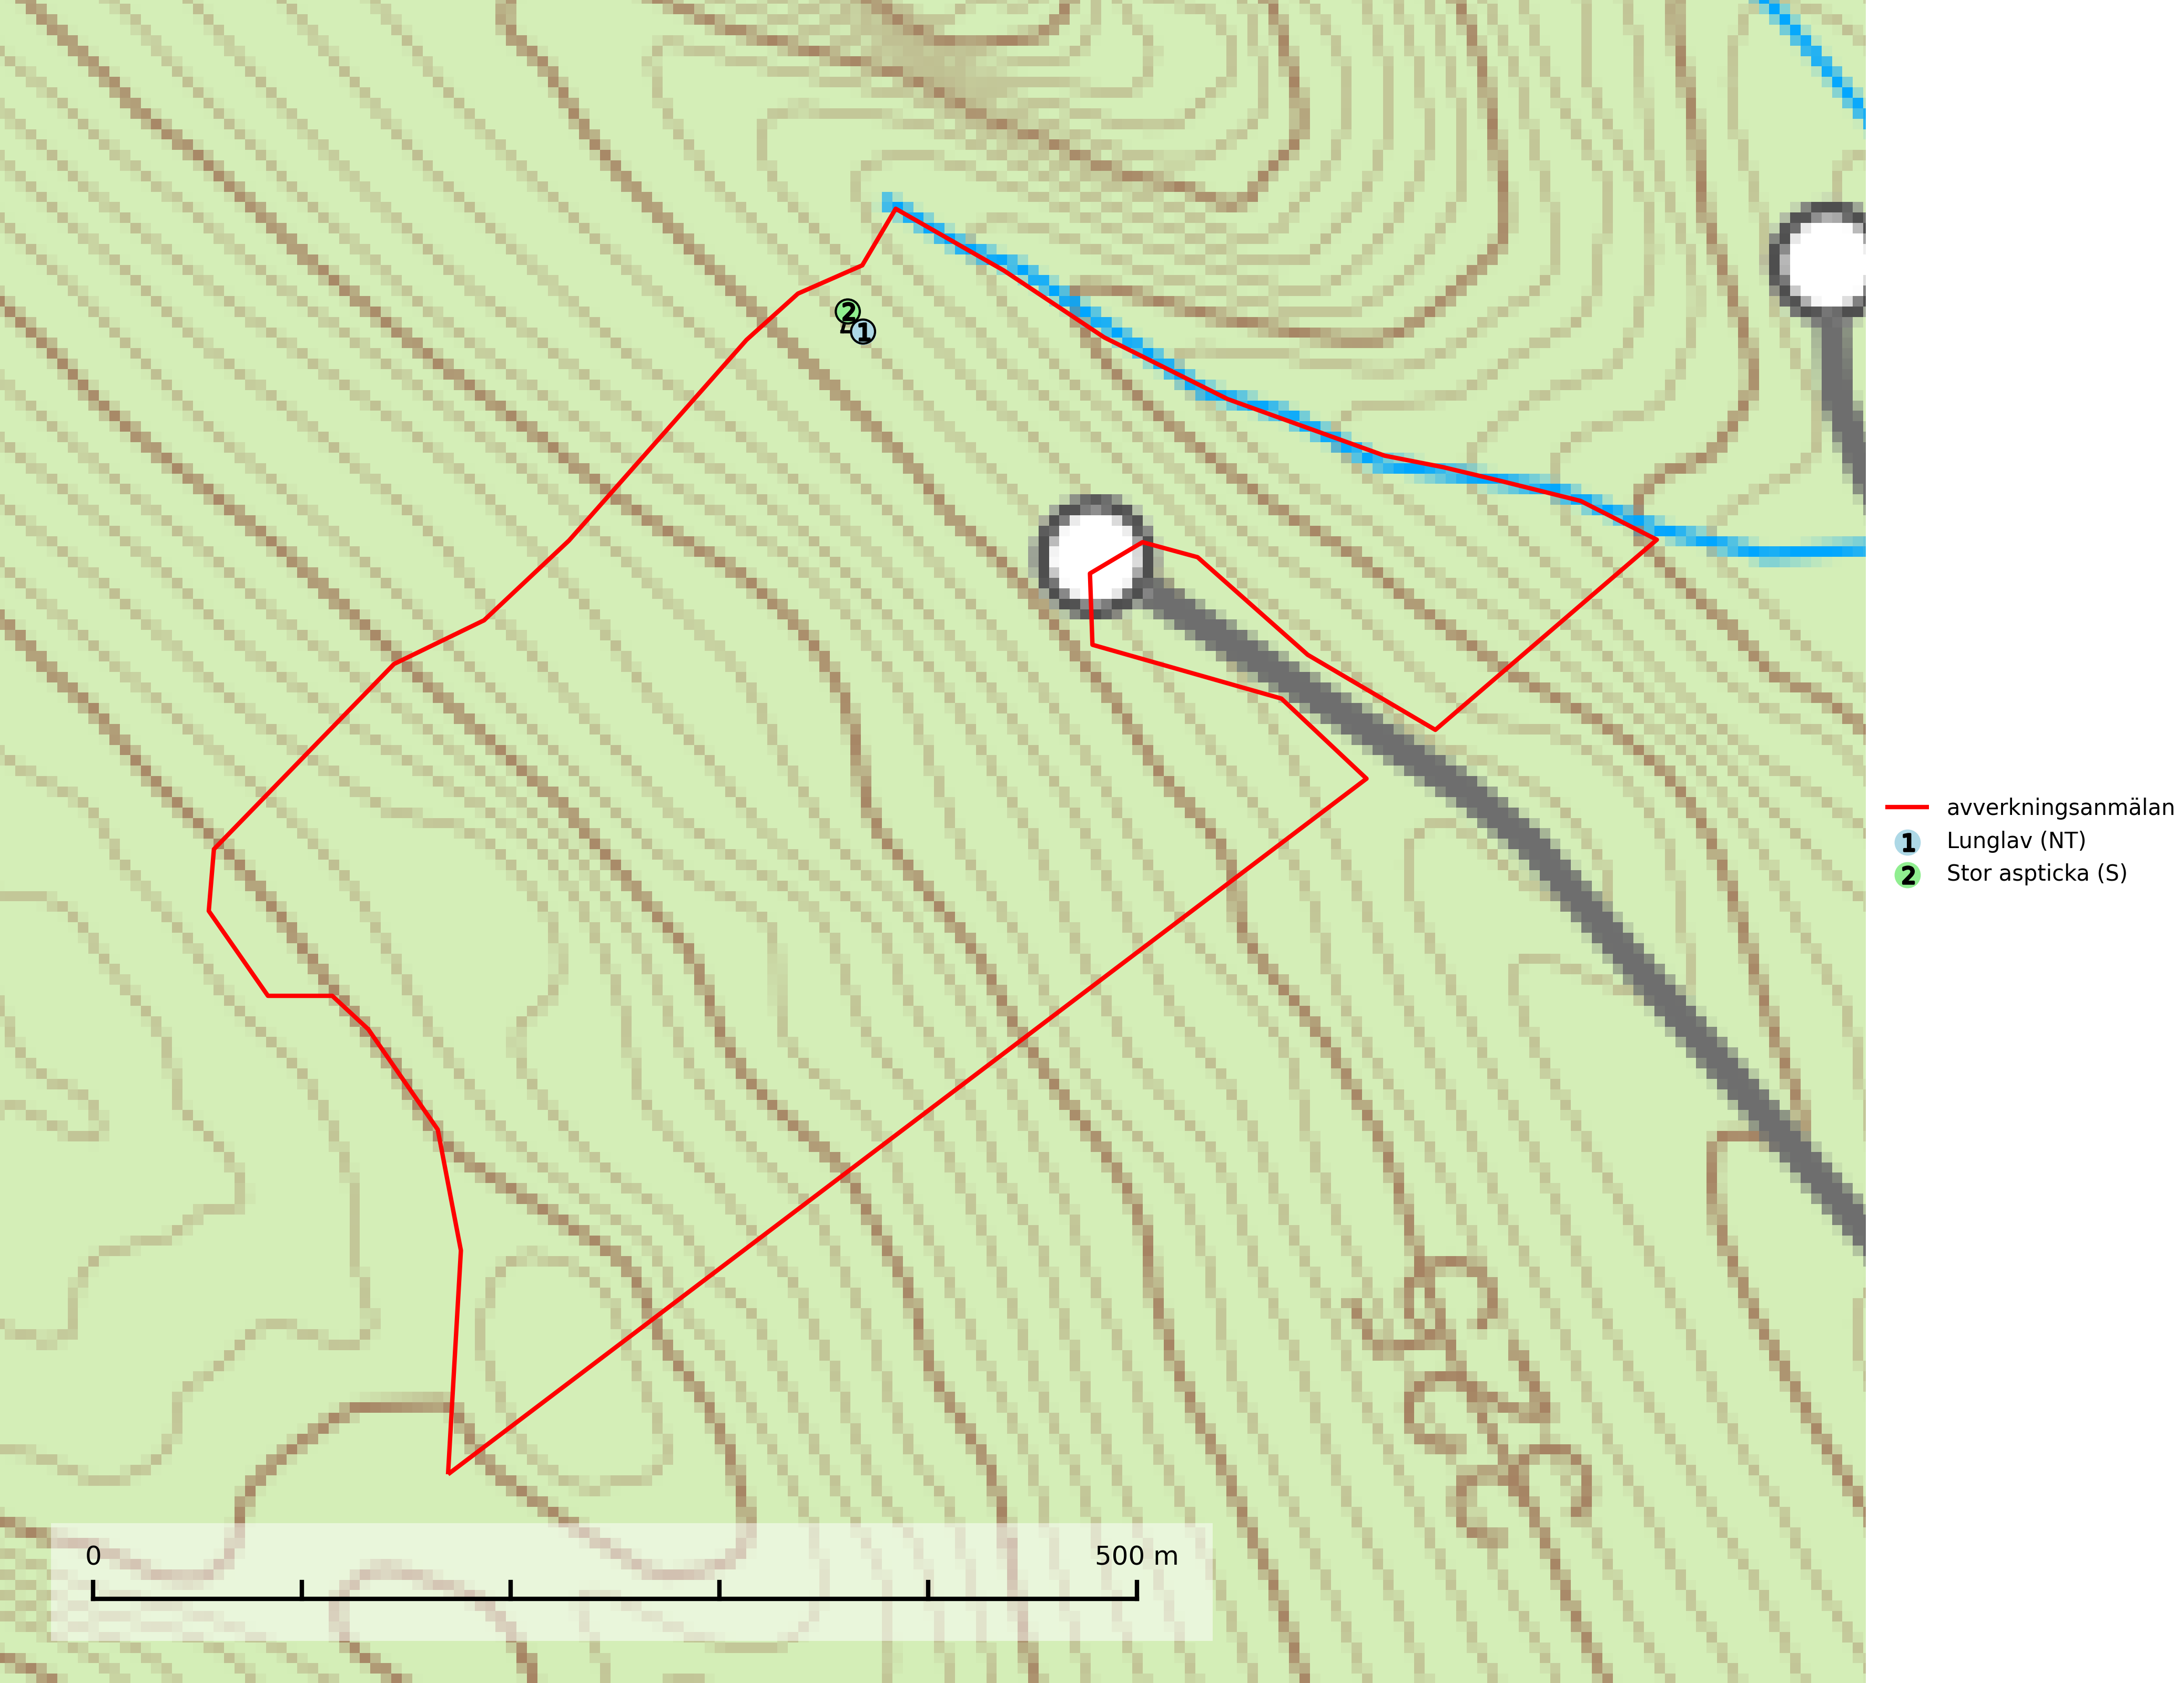 2
1
avverkningsanmälan
1 Lunglav (NT)
2 Stor aspticka (S)
0 500 m